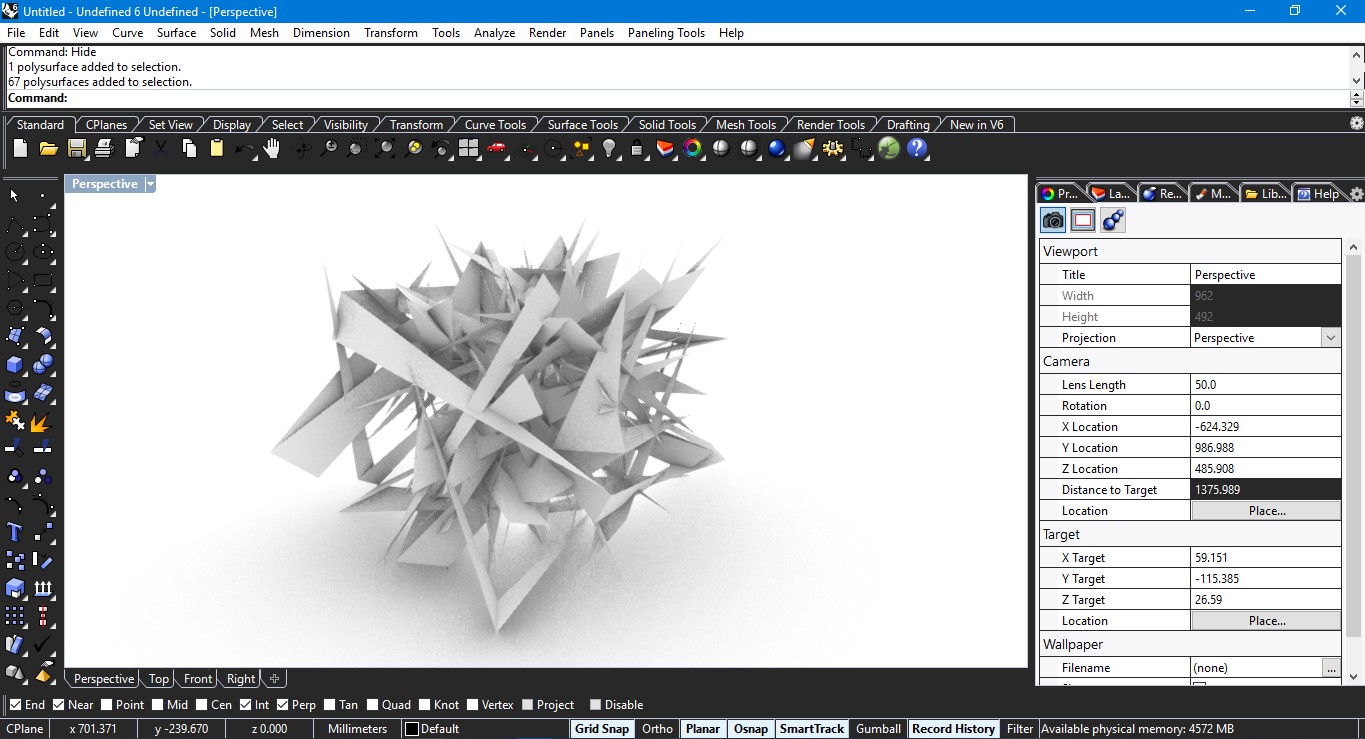 Untitled - Undefined 6 Undefined - [Perspective]
File Edit View Curve Surface Solid Mesh Dimension Transform Tools Analyze Render Panels Paneling Tools Help
Command: Hide
1 polysurface added to selection.
67 polysurfaces added to selection.
Command:
Standard CPlanes Set View Display Select Visibility Transform Curve Tools Surface Tools Solid Tools Mesh Tools Render Tools Drafting New in V6
Perspective
Pr... La... Re... M... Lib... Help
Viewport
Title Perspective
Width 962
Height 492
Projection Perspective
Camera
Lens Length 50.0
Rotation 0.0
X Location -624.329
Y Location 986.988
Z Location 485.908
Distance to Target 1375.989
Location Place...
Target
X Target 59.151
Y Target -115.385
Z Target 26.59
Location Place...
Wallpaper
Filename (none) ...
Perspective Top Front Right
End Near Point Mid Cen Int Perp Tan Quad Knot Vertex Project Disable
CPlane x 701.371 y -239.670 z 0.000 Millimeters Default Grid Snap Ortho Planar Osnap SmartTrack Gumball Record History Filter Available physical memory: 4572 MB